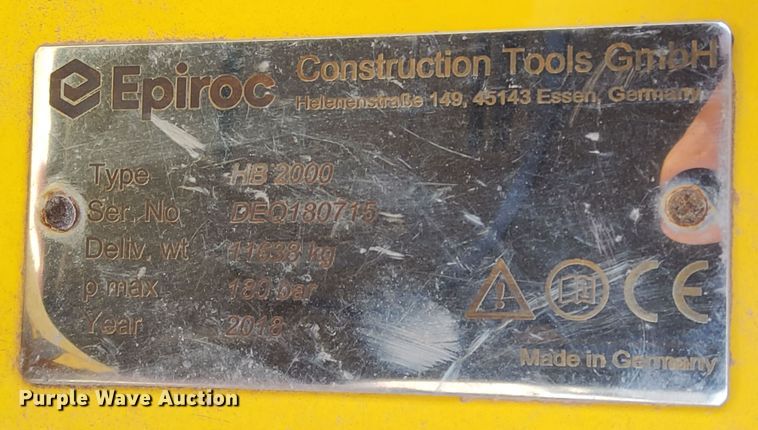 Epiroc Construction Tools GmbH
Helenenstraße 149, 45143 Essen, Germany
Type HB 2000
Ser. No DEQ180715
Deliv. wt 11638 kg
p max 180 bar
Year 2018
CE
Made in Germany
Purple Wave Auction